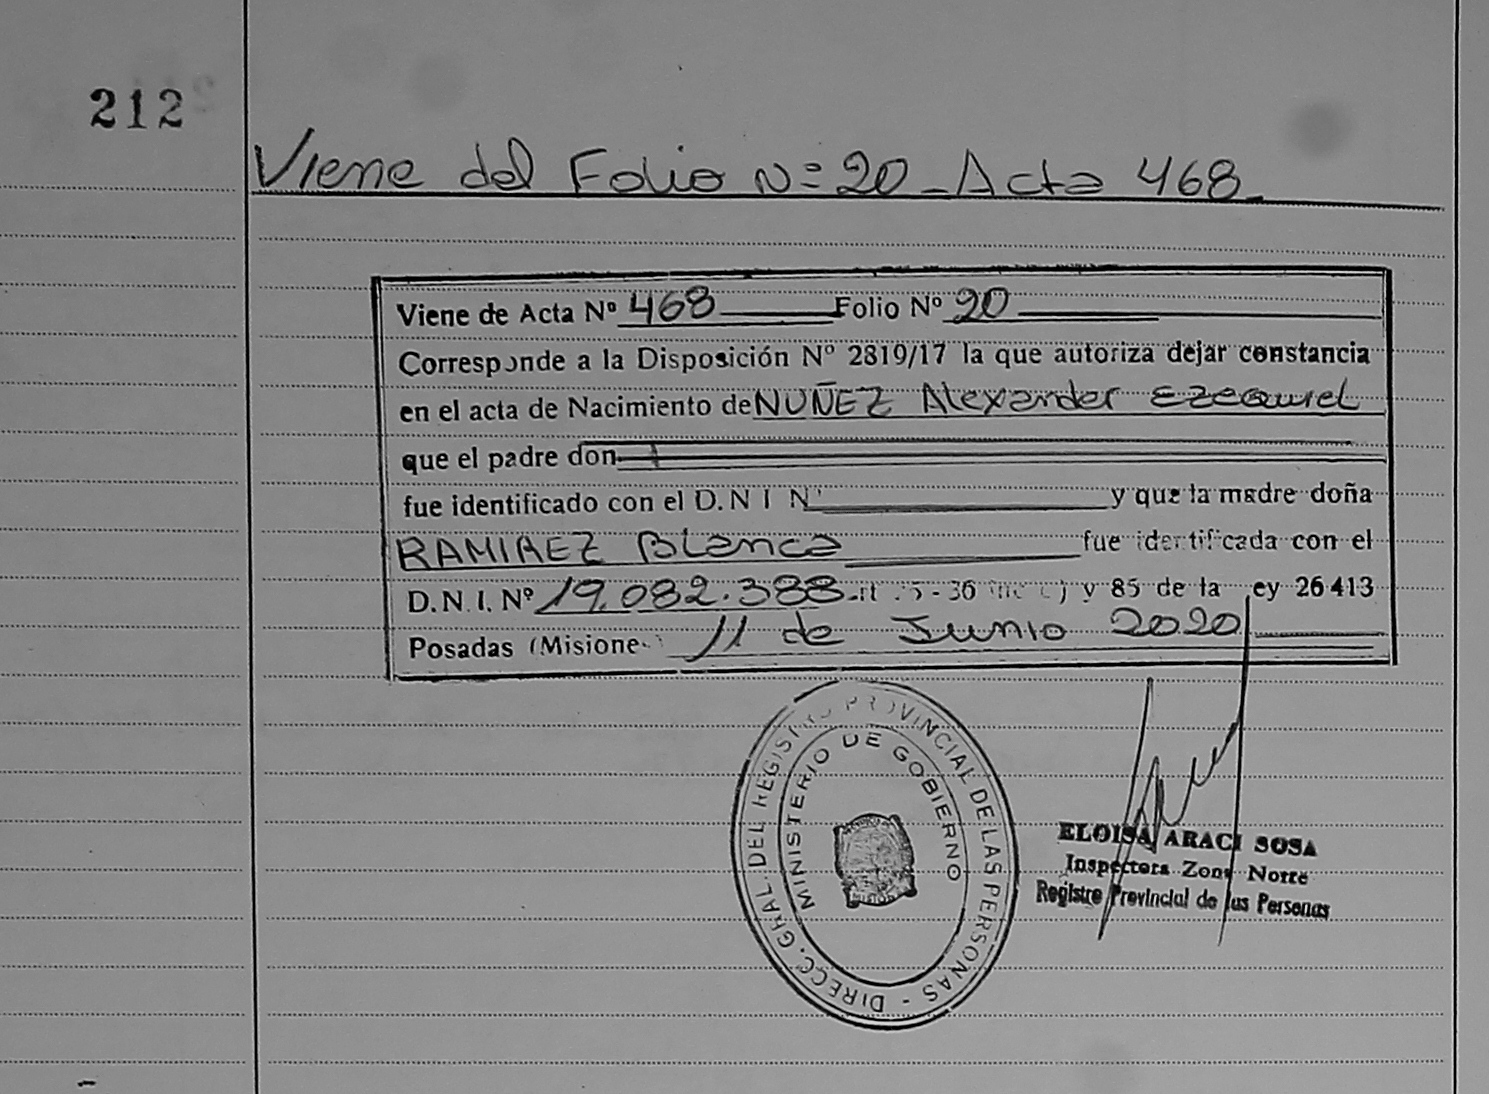 212
Viene del Folio Nº 20 - Acta 468
Viene de Acta Nº 468 Folio Nº 20
Corresponde a la Disposición Nº 2819/17 la que autoriza dejar constancia
en el acta de Nacimiento de NUÑEZ Alexander Ezequiel
que el padre don
fue identificado con el D.N I N y que la madre doña
RAMIREZ Blanca fue identificada con el
D.N.I. Nº 19.082.388 36 y 85 de la ey 26413
Posadas (Misione 11 de Junio 2020
DIRECC. GRAL. DEL REGISTRO PROVINCIAL DE LAS PERSONAS -
MINISTERIO DE GOBIERNO
ELOISA ARACI SOSA
Inspectora Zona Norte
Registro Provincial de las Personas